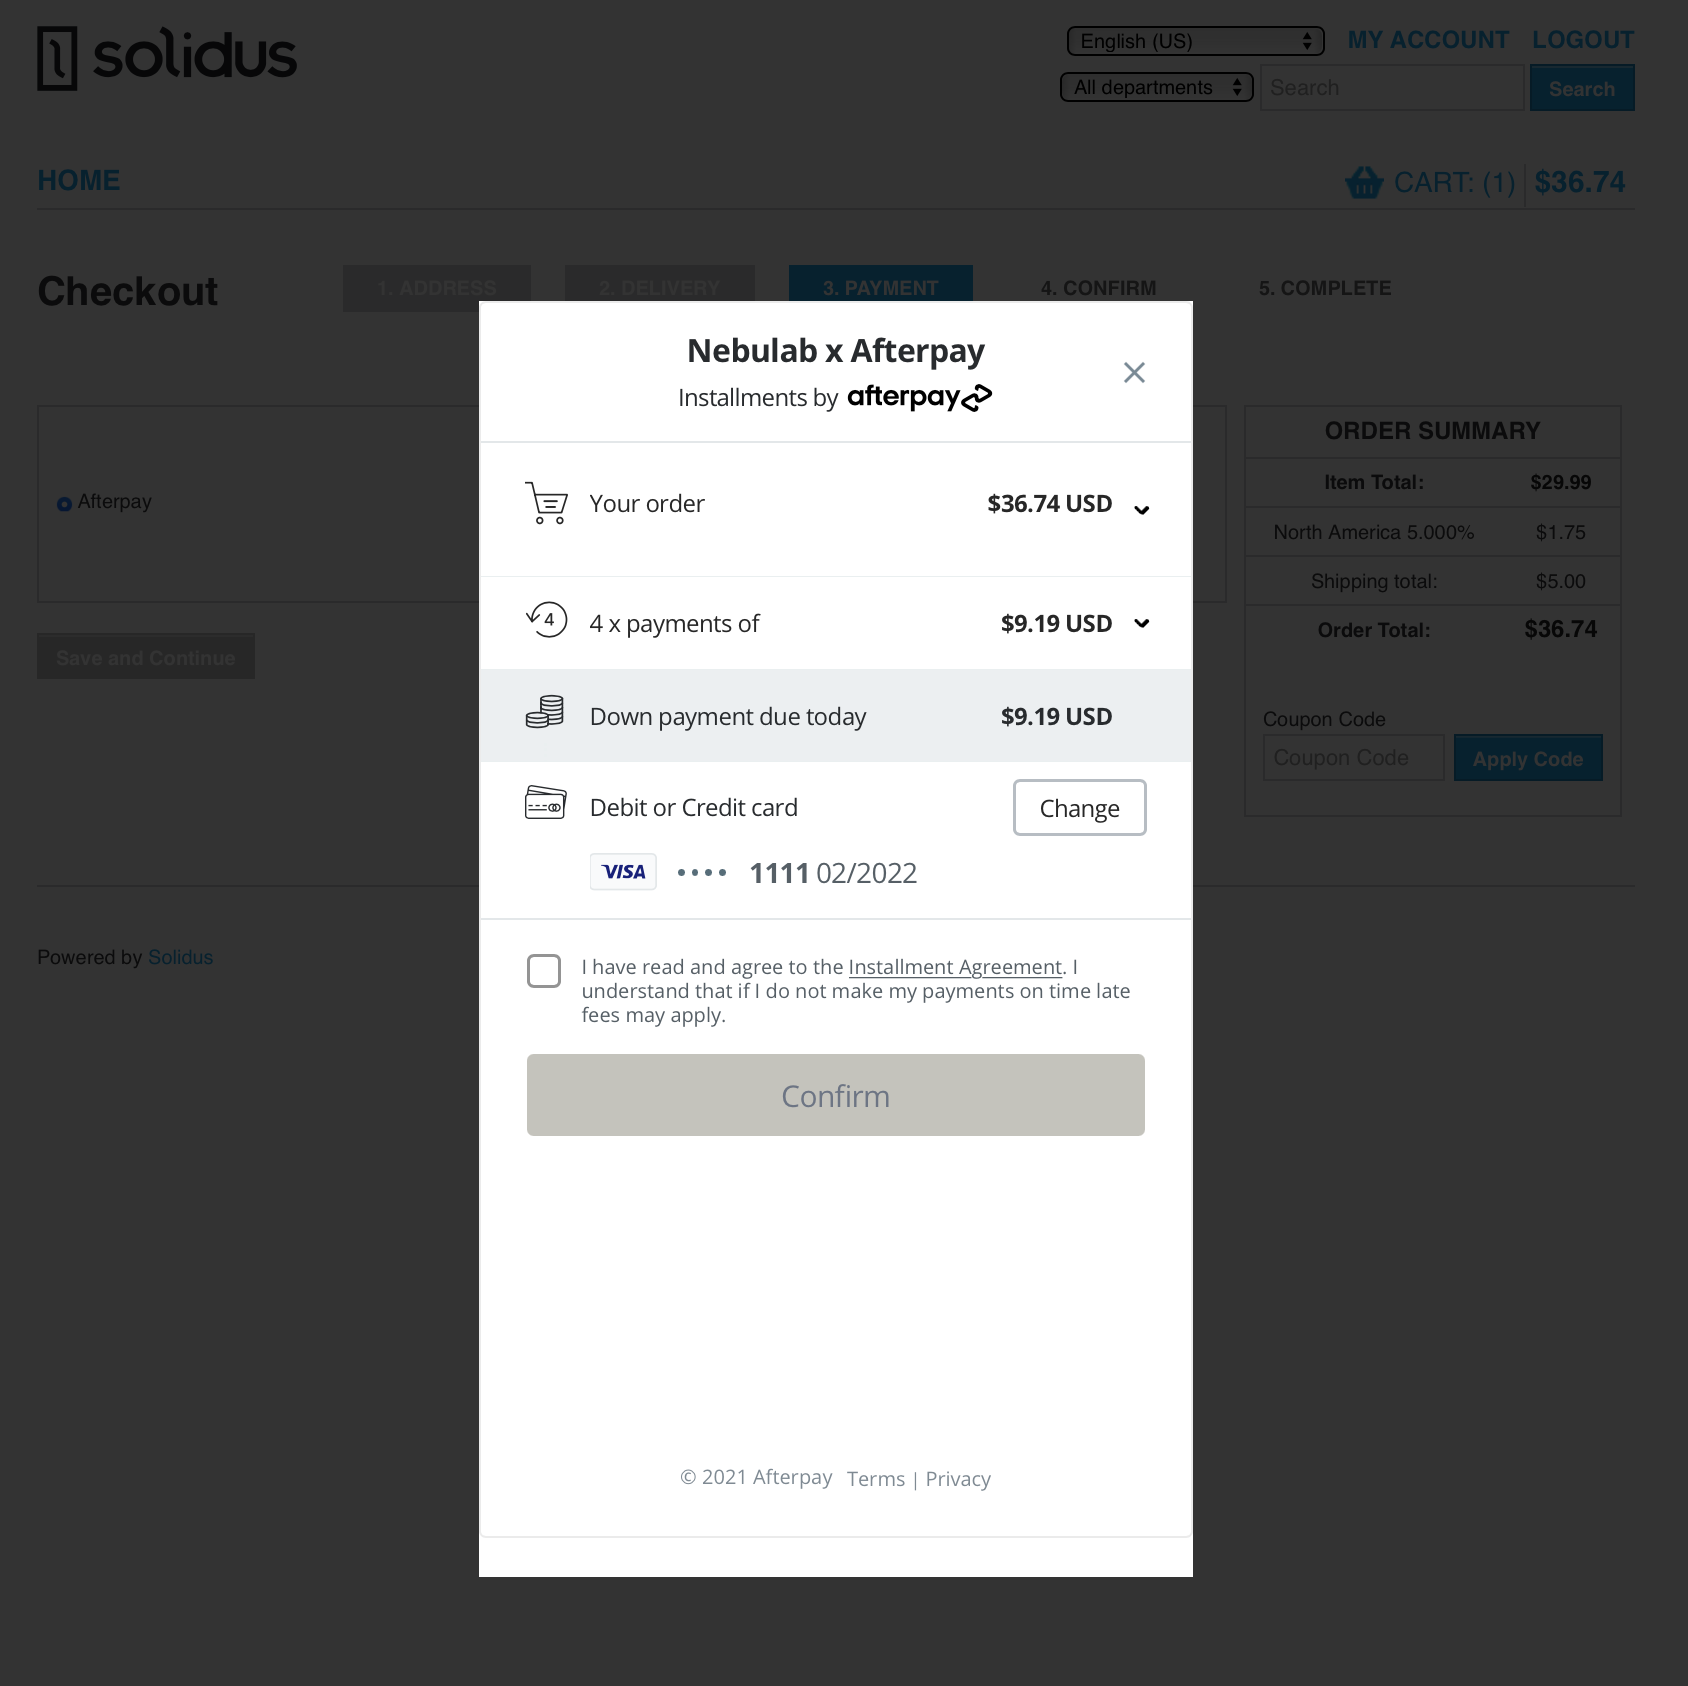 solidus
English (US)
MY ACCOUNT
LOGOUT
All departments
Search
Search
HOME
CART: (1)
$36.74
Checkout
1. ADDRESS
2. DELIVERY
3. PAYMENT
4. CONFIRM
5. COMPLETE
Nebulab x Afterpay
Installments by afterpay
Your order $36.74 USD
4
4 x payments of $9.19 USD
Down payment due today $9.19 USD
Debit or Credit card
Change
VISA •••• 1111 02/2022
I have read and agree to the Installment Agreement. I
understand that if I do not make my payments on time late
fees may apply.
Confirm
© 2021 Afterpay Terms | Privacy
Afterpay
Save and Continue
ORDER SUMMARY
Item Total: $29.99
North America 5.000% $1.75
Shipping total: $5.00
Order Total: $36.74
Coupon Code
Coupon Code
Apply Code
Powered by Solidus